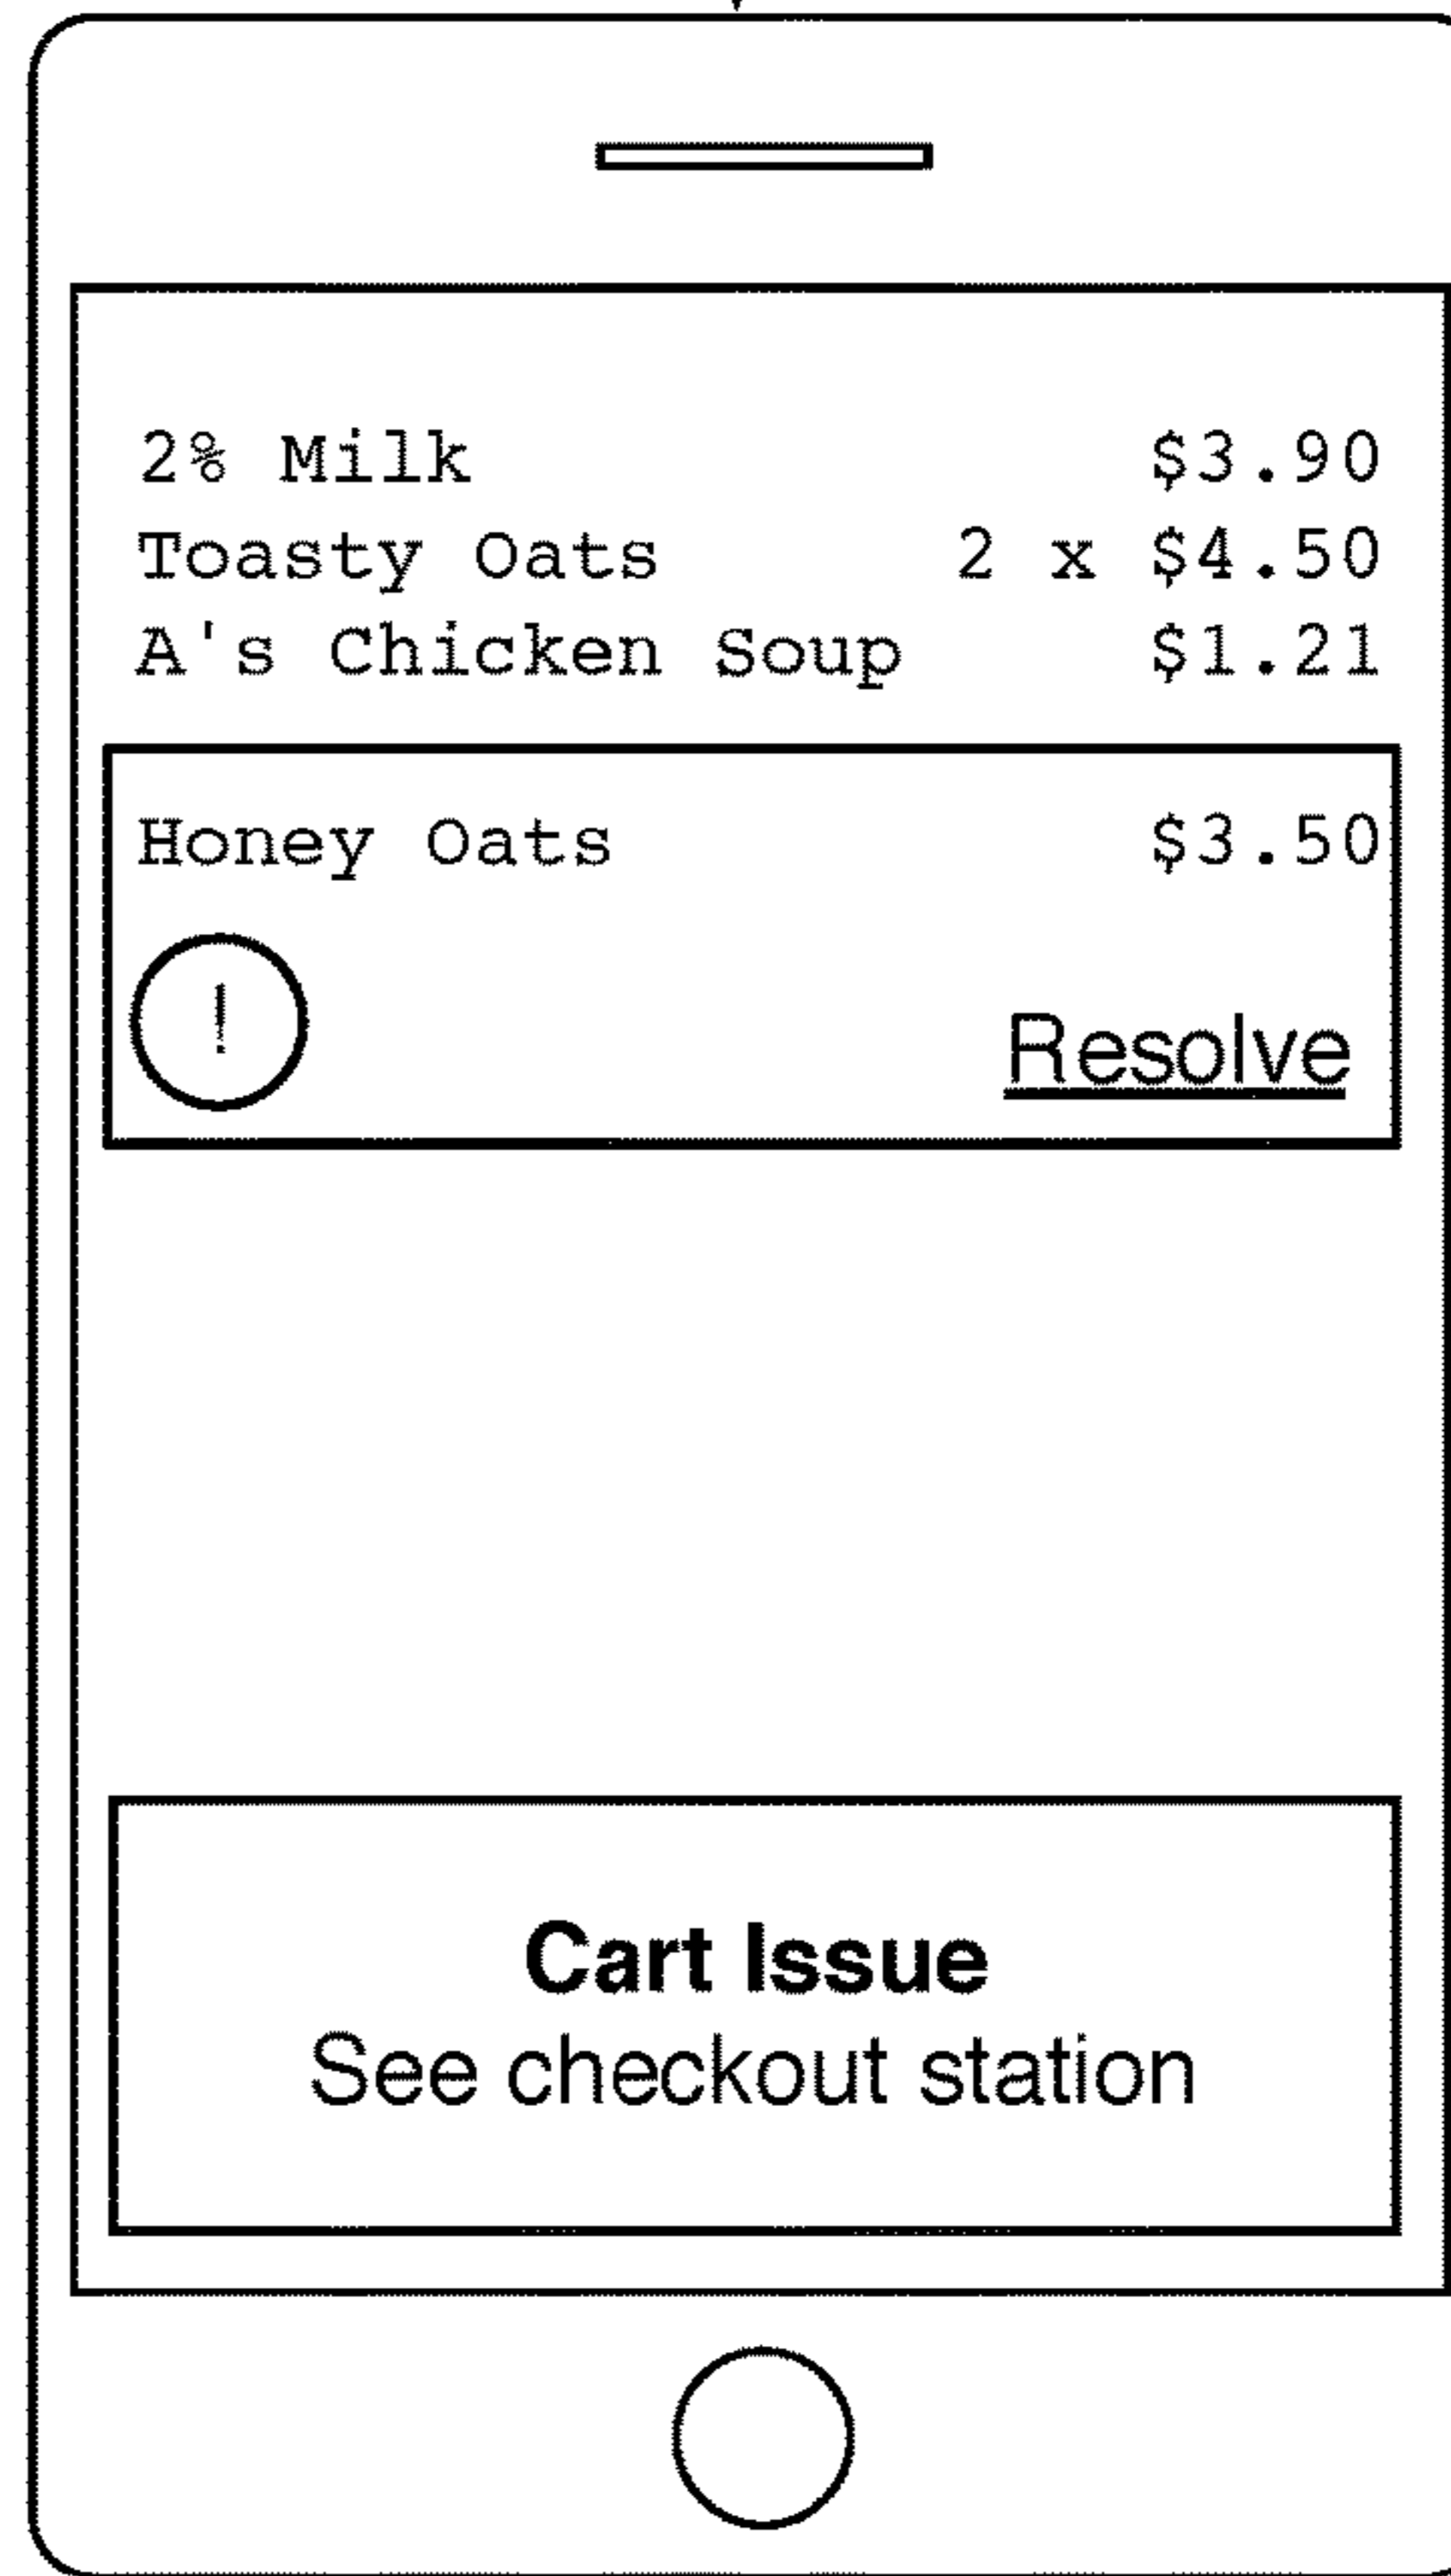 2% Milk $3.90
Toasty Oats 2 x $4.50
A's Chicken Soup $1.21
Honey Oats $3.50
! Resolve
Cart Issue
See checkout station